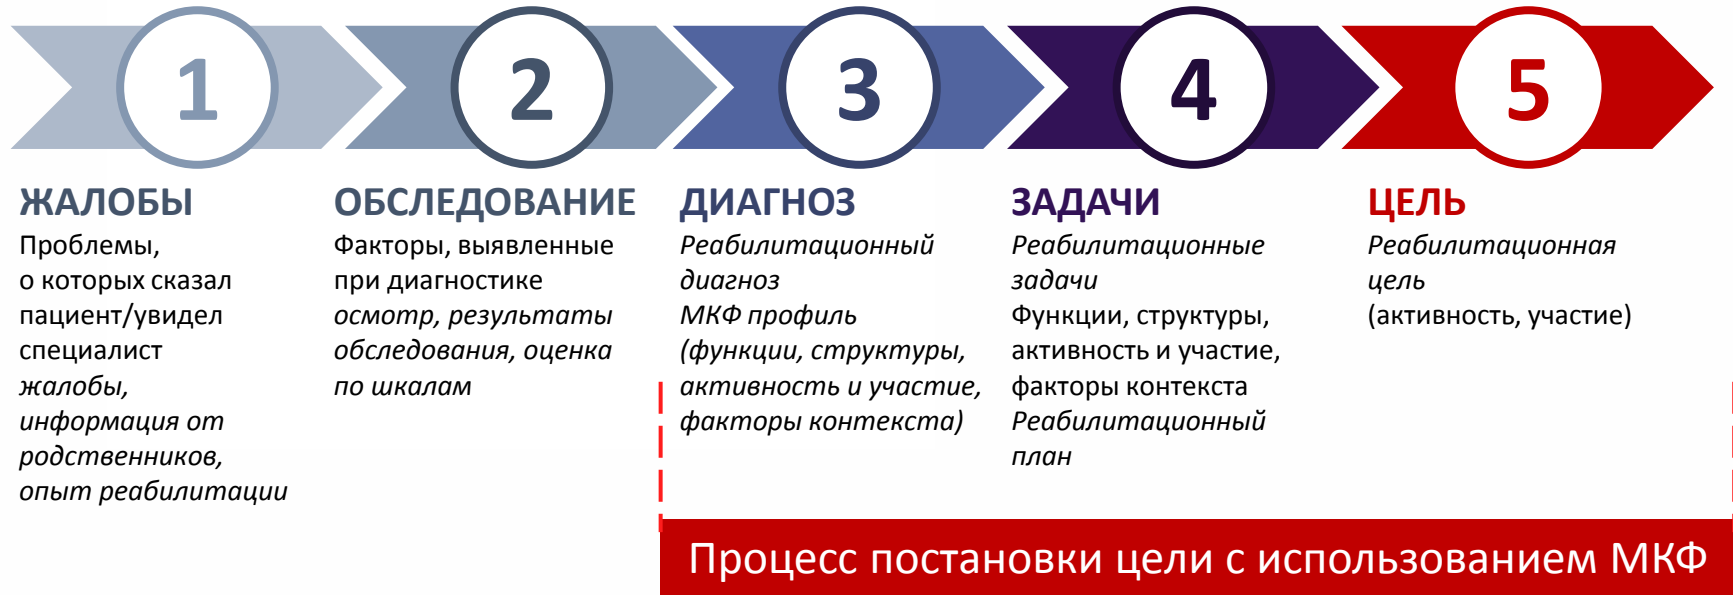 1
ЖАЛОБЫ
Проблемы,
о которых сказал
пациент/увидел
специалист
жалобы,
информация от
родственников,
опыт реабилитации
2
ОБСЛЕДОВАНИЕ
Факторы, выявленные
при диагностике
осмотр, результаты
обследования, оценка
по шкалам
3
ДИАГНОЗ
Реабилитационный
диагноз
МКФ профиль
(функции, структуры,
активность и участие,
факторы контекста)
4
ЗАДАЧИ
Реабилитационные
задачи
Функции, структуры,
активность и участие,
факторы контекста
Реабилитационный
план
5
ЦЕЛЬ
Реабилитационная
цель
(активность, участие)
Процесс постановки цели с использованием МКФ